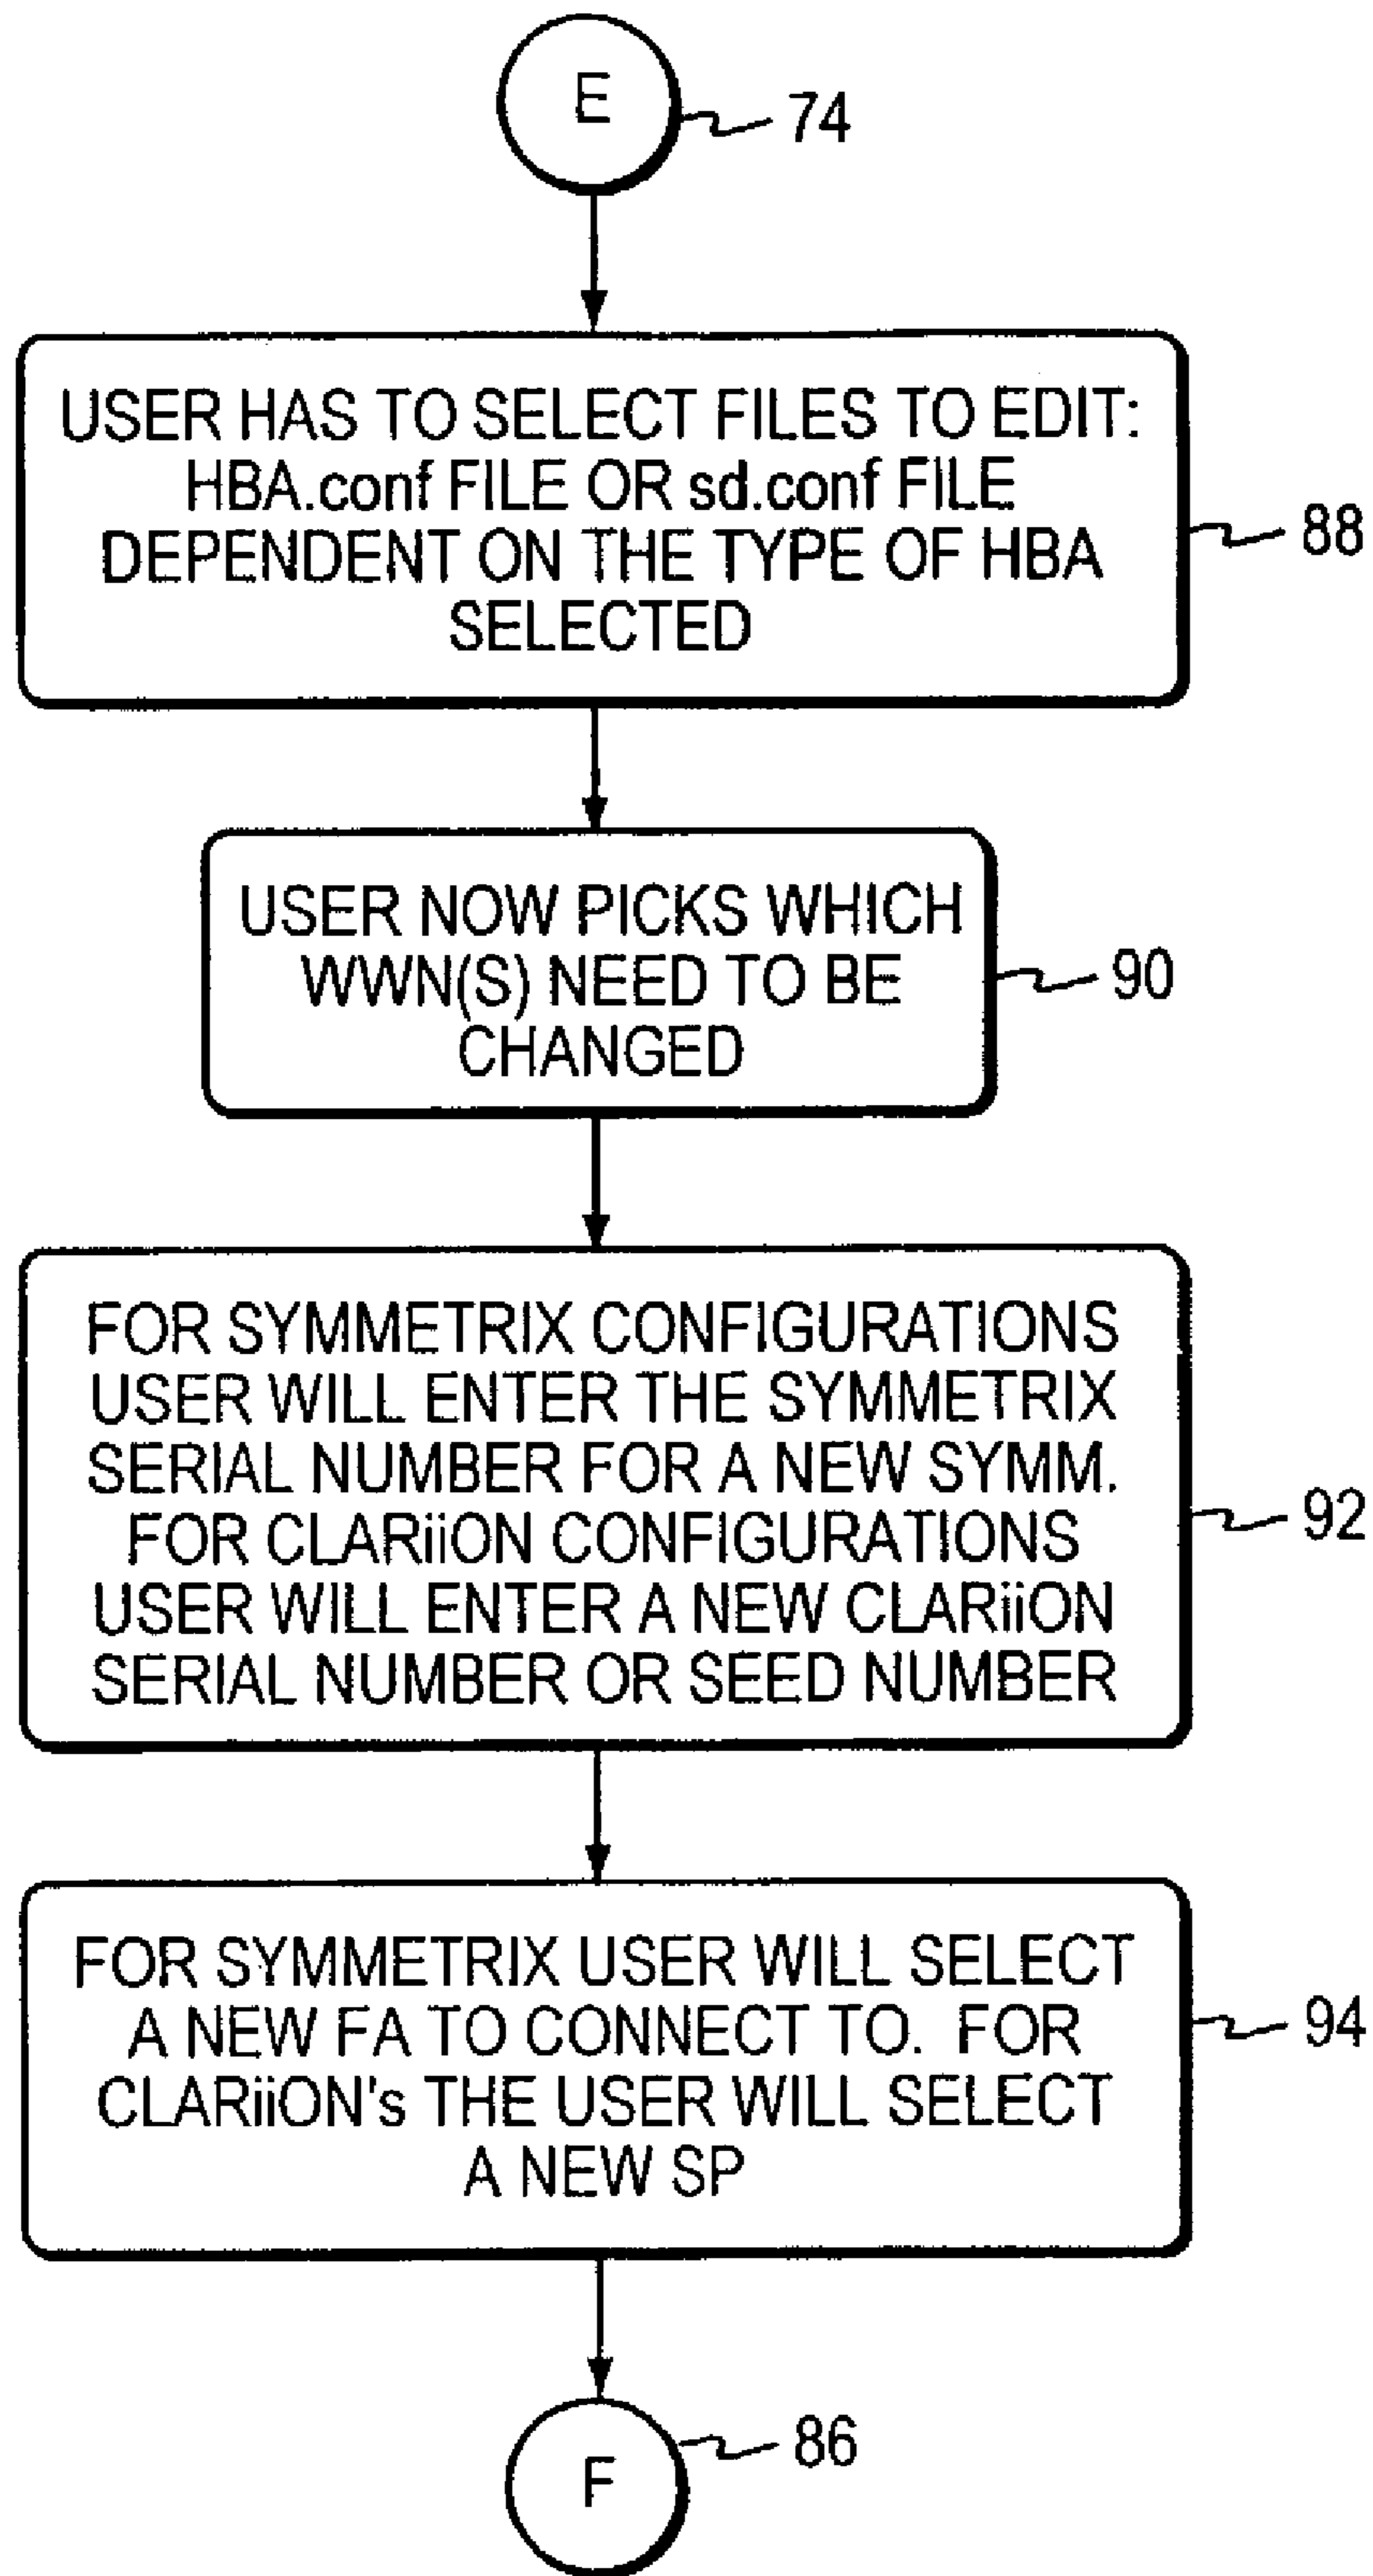 E
74
USER HAS TO SELECT FILES TO EDIT:
HBA.conf FILE OR sd.conf FILE
DEPENDENT ON THE TYPE OF HBA
SELECTED
88
USER NOW PICKS WHICH
WWN(S) NEED TO BE
CHANGED
90
FOR SYMMETRIX CONFIGURATIONS
USER WILL ENTER THE SYMMETRIX
SERIAL NUMBER FOR A NEW SYMM.
FOR CLARiiON CONFIGURATIONS
USER WILL ENTER A NEW CLARiiON
SERIAL NUMBER OR SEED NUMBER
92
FOR SYMMETRIX USER WILL SELECT
A NEW FA TO CONNECT TO. FOR
CLARiiON's THE USER WILL SELECT
A NEW SP
94
F
86